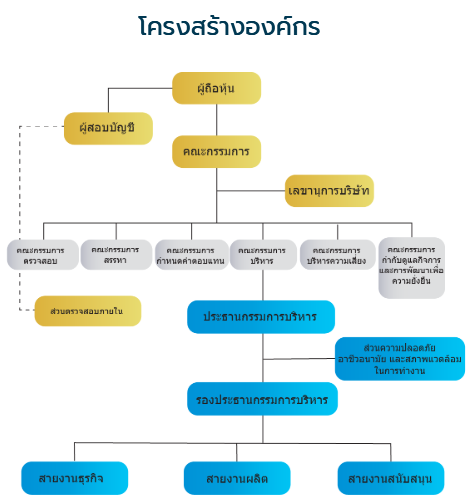 โครงสร้างองค์กร
ผู้ถือหุ้น
ผู้สอบบัญชี
คณะกรรมการ
เลขานุการบริษัท
คณะกรรมการ
ตรวจสอบ
คณะกรรมการ
สรรหา
คณะกรรมการ
กำหนดค่าตอบแทน
คณะกรรมการ
บริหาร
คณะกรรมการ
บริหารความเสี่ยง
คณะกรรมการ
กำกับดูแลกิจการ
และการพัฒนาเพื่อ
ความยั่งยืน
ส่วนตรวจสอบภายใน
ประธานกรรมการบริหาร
ส่วนความปลอดภัย
อาชีวอนามัย และสภาพแวดล้อม
ในการทำงาน
รองประธานกรรมการบริหาร
สายงานธุรกิจ
สายงานผลิต
สายงานสนับสนุน